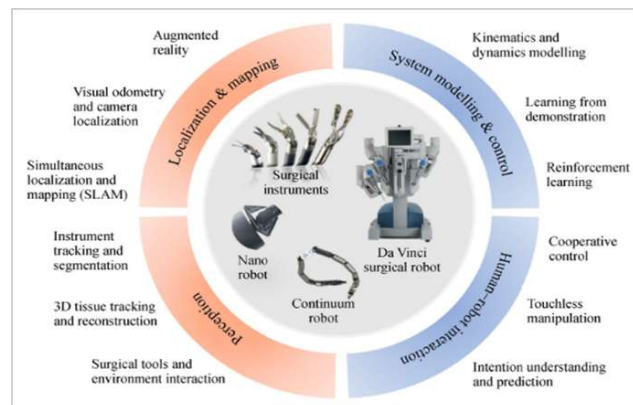 Augmented
reality
Visual odometry
and camera
localization
Simultaneous
localization and
mapping (SLAM)
Localization & mapping
Instrument
tracking and
segmentation
3D tissue tracking
and reconstruction
Surgical tools and
environment interaction
Perception
Surgical
instruments
Nano
robot
Continuum
robot
Da Vinci
surgical robot
System modelling & control
Kinematics and
dynamics modelling
Learning from
demonstration
Reinforcement
learning
Human-robot interaction
Cooperative
control
Touchless
manipulation
Intention understanding
and prediction